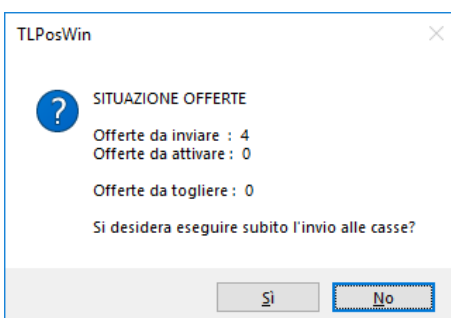 TLPosWin
SITUAZIONE OFFERTE
Offerte da inviare : 4
Offerte da attivare : 0
Offerte da togliere : 0
Si desidera eseguire subito l'invio alle casse?
Sì
No